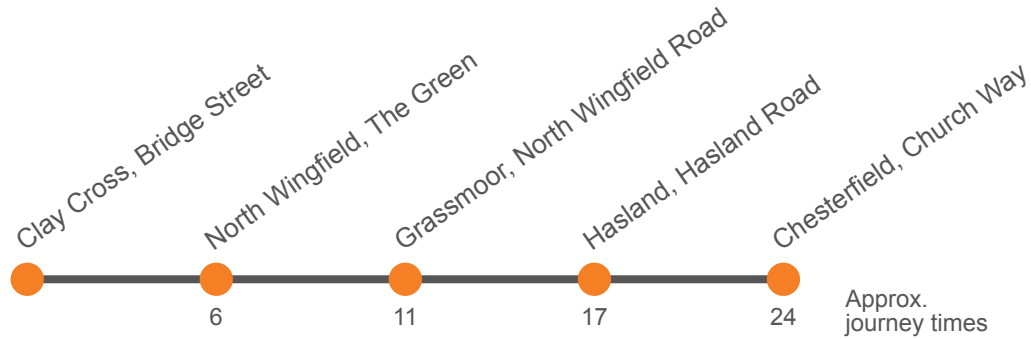 Clay Cross, Bridge Street
North Wingfield, The Green
Grassmoor, North Wingfield Road
Hasland, Hasland Road
Chesterfield, Church Way
6
11
17
24
Approx.
journey times